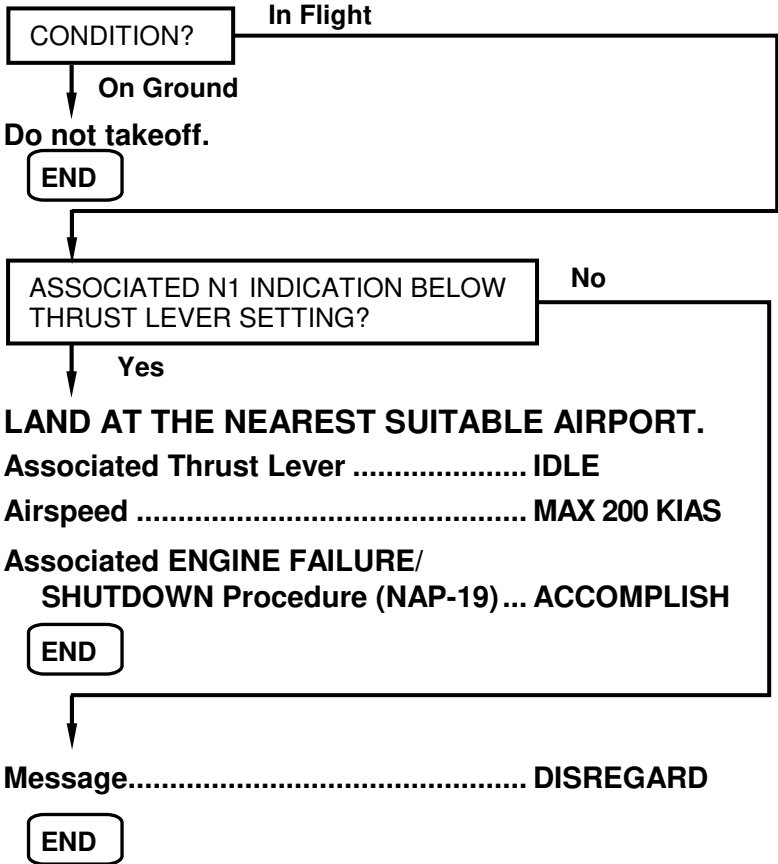 In Flight
CONDITION?
On Ground
Do not takeoff.
END
ASSOCIATED N1 INDICATION BELOW
THRUST LEVER SETTING?
No
Yes
LAND AT THE NEAREST SUITABLE AIRPORT.
Associated Thrust Lever ..................... IDLE
Airspeed ............................................... MAX 200 KIAS
Associated ENGINE FAILURE/
SHUTDOWN Procedure (NAP-19) ... ACCOMPLISH
END
Message................................................ DISREGARD
END